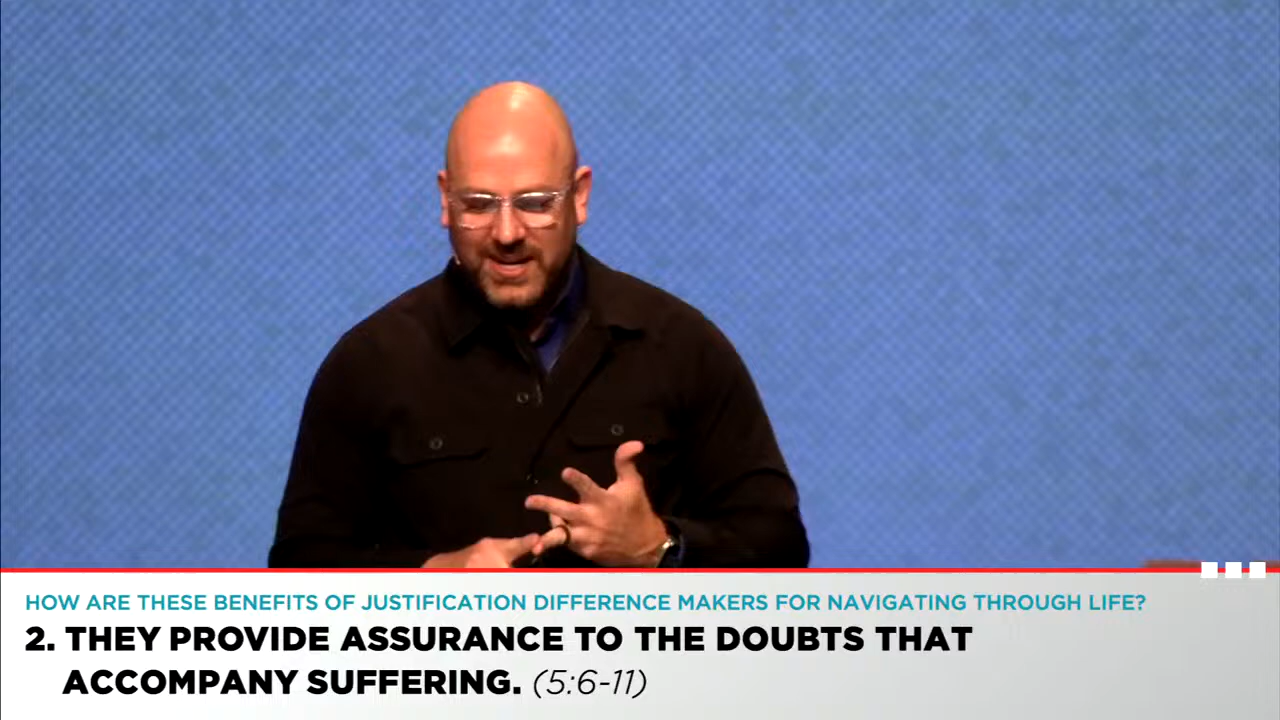 HOW ARE THESE BENEFITS OF JUSTIFICATION DIFFERENCE MAKERS FOR NAVIGATING THROUGH LIFE?
2. THEY PROVIDE ASSURANCE TO THE DOUBTS THAT
ACCOMPANY SUFFERING. (5:6-11)